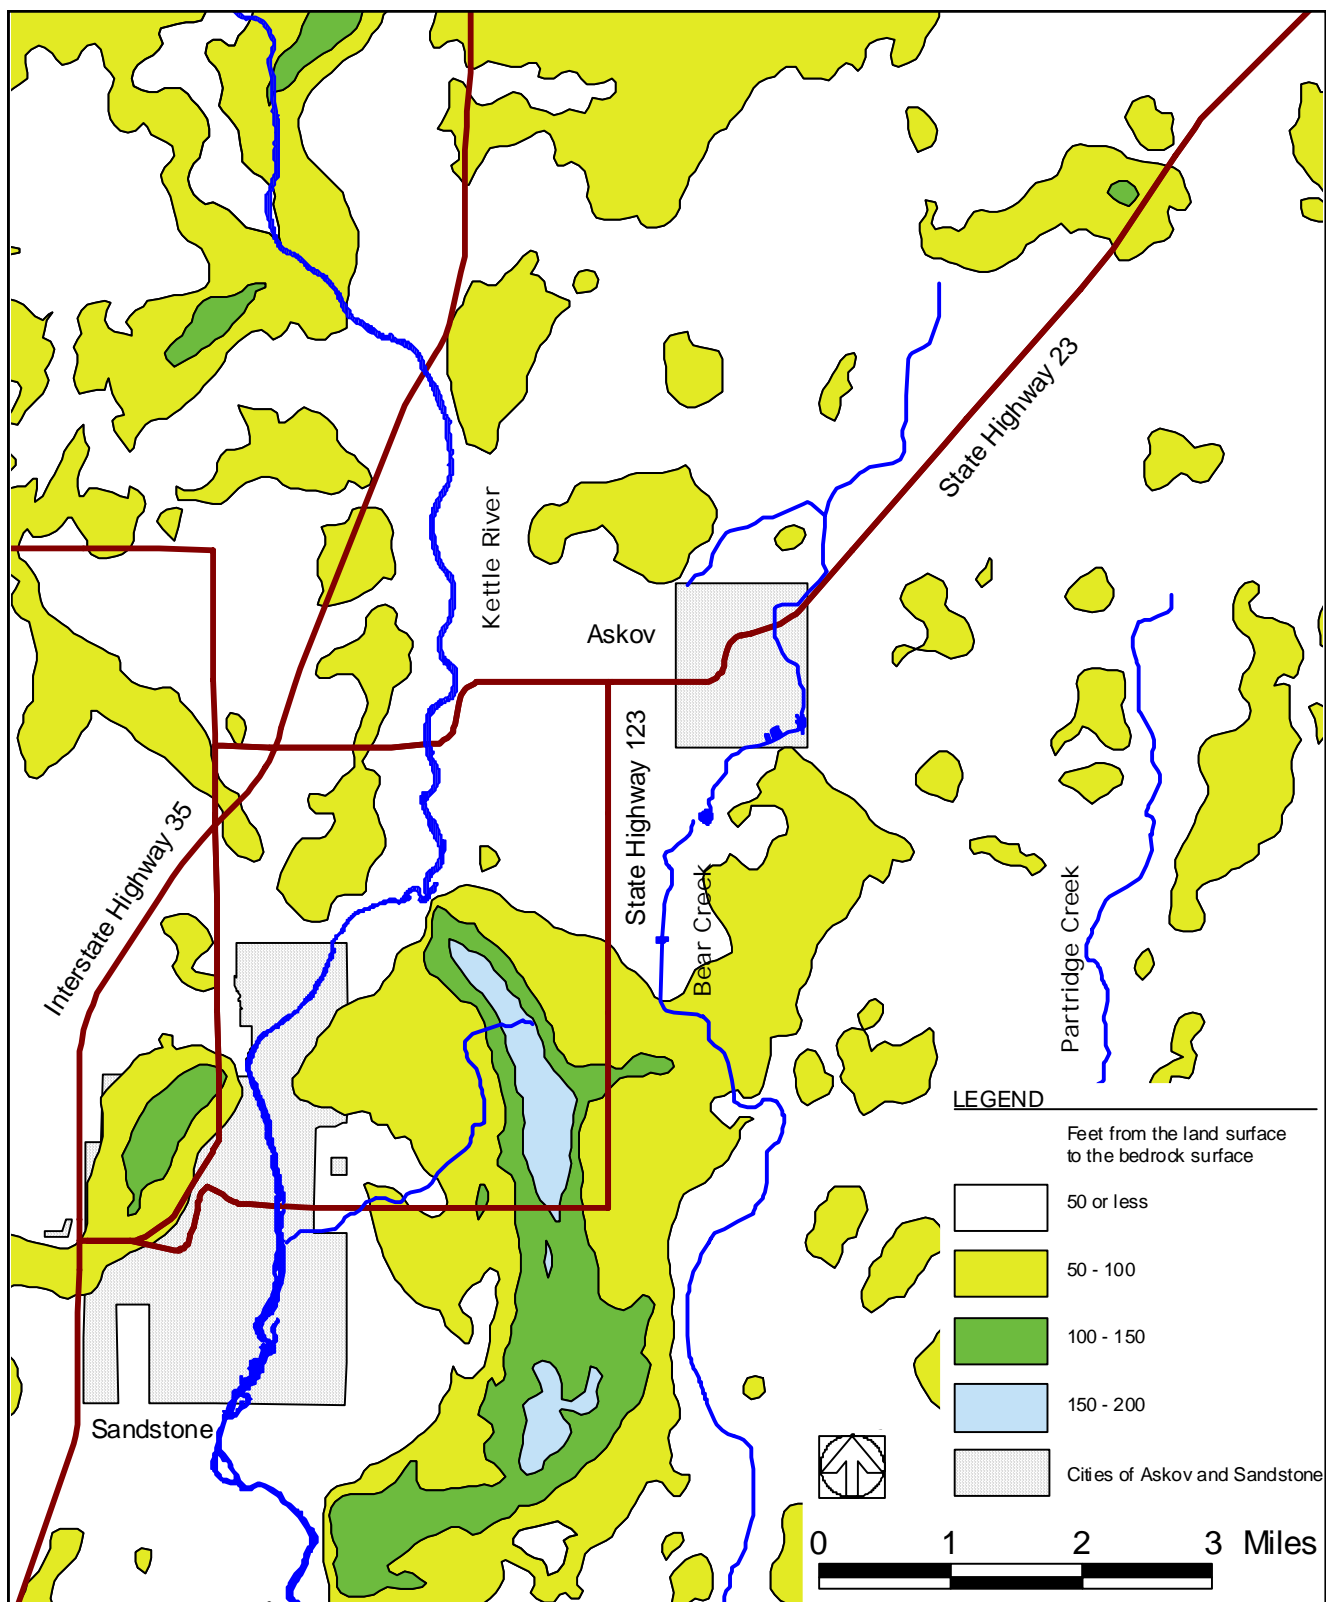 State Highway 23
Kettle River
Askov
State Highway 123
Interstate Highway 35
Bear Creek
Partridge Creek
LEGEND
Feet from the land surface
to the bedrock surface
50 or less
50 - 100
100 - 150
150 - 200
Cities of Askov and Sandstone
Sandstone
0 1 2 3 Miles